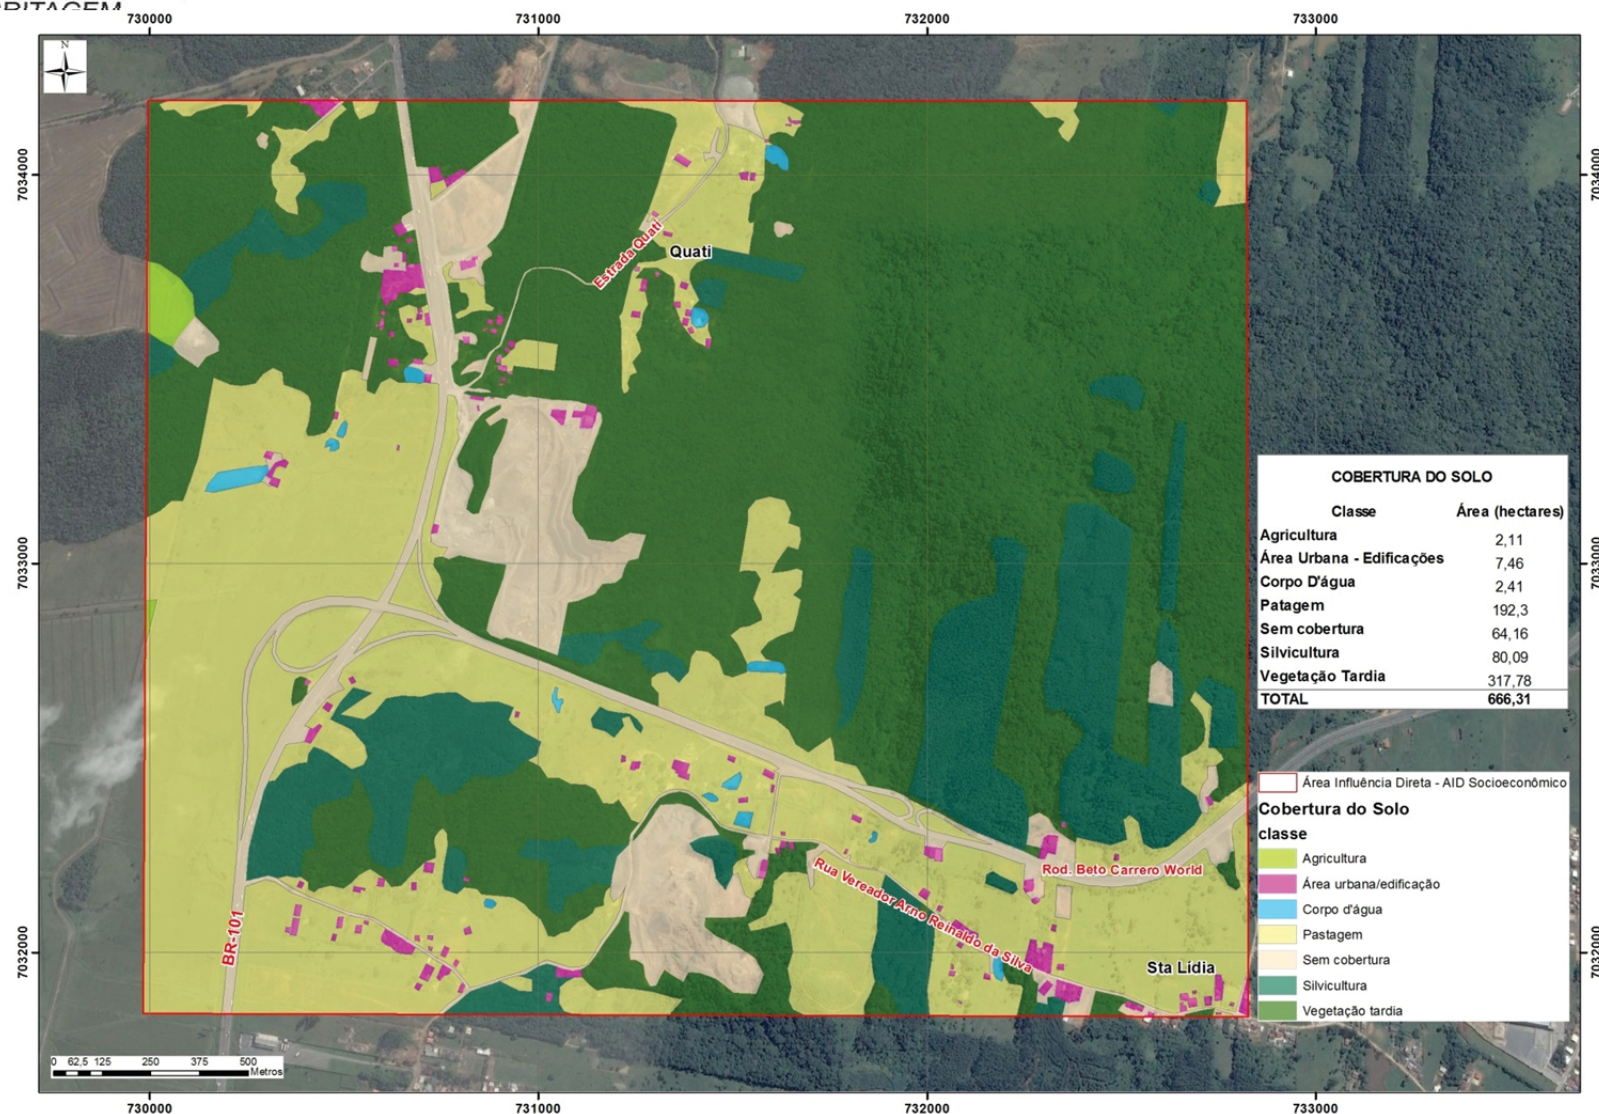 730000 731000 732000 733000
N
7034000 7034000
Estrada Quati
Quati
COBERTURA DO SOLO
Classe Área (hectares)
Agricultura 2,11
Área Urbana - Edificações 7,46
Corpo D'água 2,41
Patagem 192,3
Sem cobertura 64,16
Silvicultura 80,09
Vegetação Tardia 317,78
TOTAL 666,31
7033000 7033000
Área Influência Direta - AID Socioeconômico
Cobertura do Solo
classe
Agricultura
Área urbana/edificação
Corpo d'água
Pastagem
Sem cobertura
Silvicultura
Vegetação tardia
Rod. Beto Carrero World
Rua Vereador Arno Reinaldo da Silva
BR-101
Sta Lídia
7032000 7032000
0 62,5 125 250 375 500
Metros
730000 731000 732000 733000